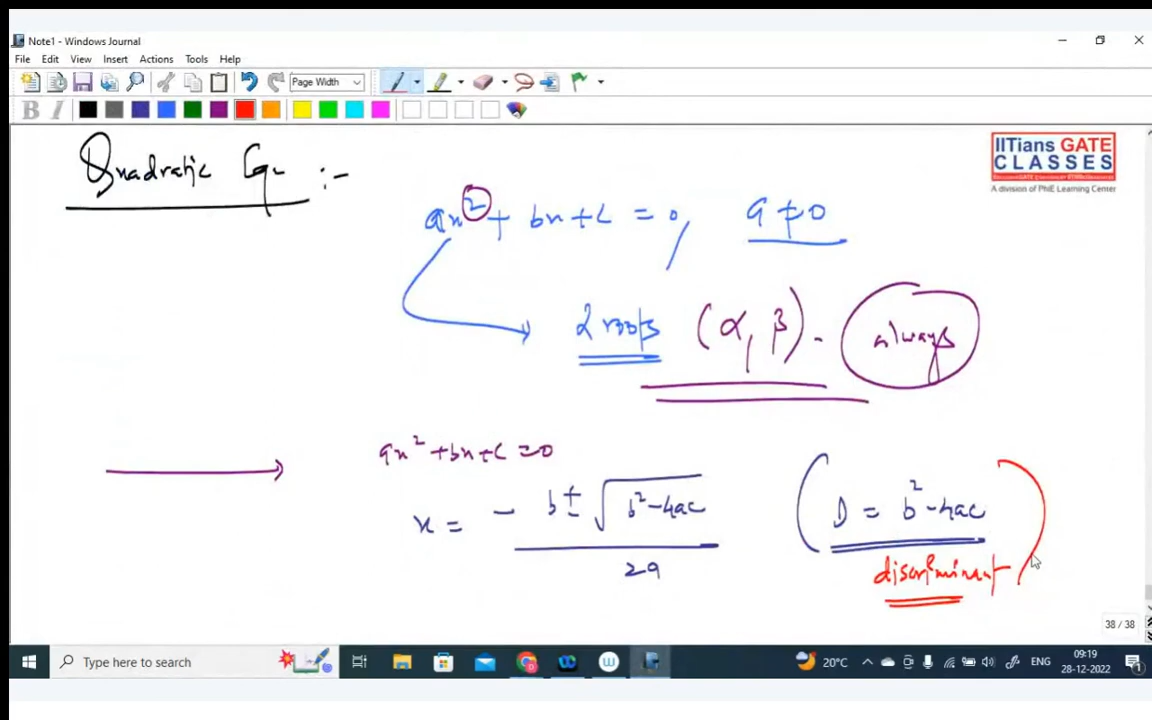 Note1 - Windows Journal
File Edit View Insert Actions Tools Help
Page Width
B I
IITians GATE
CLASSES
A division of PhIE Learning Center
Quadratic Eqn :-
ax² + bx + c = 0, a ≠ 0
2 roots (α, β). always
ax² + bx + c = 0
x = - b ± √b²-4ac
2a
D = b²-4ac
discriminant
38 / 38
Type here to search
20°C
ENG
09:19
28-12-2022